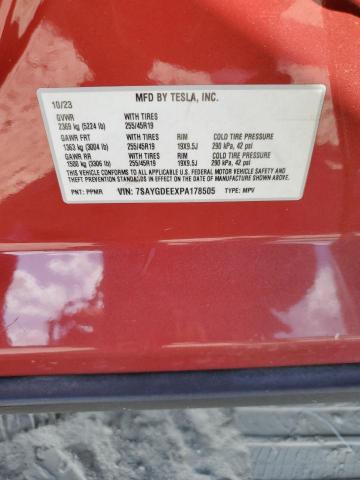 MFD BY TESLA, INC.
10/23
GVWR WITH TIRES
2369 kg (5224 lb) 255/45R19
GAWR FRT WITH TIRES RIM COLD TIRE PRESSURE
1363 kg (3004 lb) 255/45R19 19X9.5J 290 kPa, 42 psi
GAWR RR WITH TIRES RIM COLD TIRE PRESSURE
1500 kg (3306 lb) 255/45R19 19X9.5J 290 kPa, 42 psi
THIS VEHICLE CONFORMS TO ALL APPLICABLE U.S. FEDERAL MOTOR VEHICLE SAFETY
AND THEFT PREVENTION STANDARDS IN EFFECT ON THE DATE OF MANUFACTURE SHOWN ABOVE.
PNT: PPMR VIN: 7SAYGDEEXPA178505 TYPE: MPV